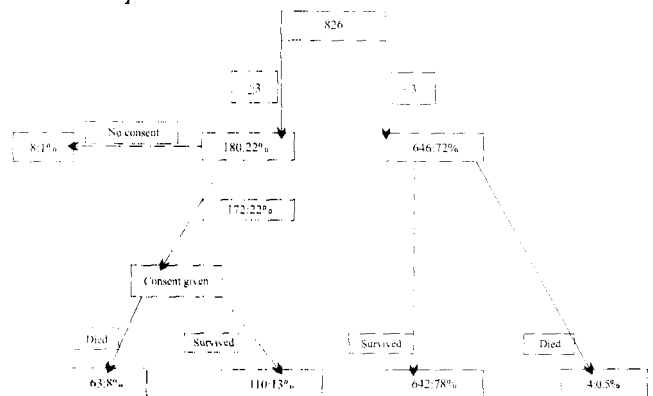 826
≥3
3
No consent
8:1%
180:22%
646:72%
172:22%
Consent given
Died
Survived
Survived
Died
63:8%
110:13%
642:78%
4:0.5%